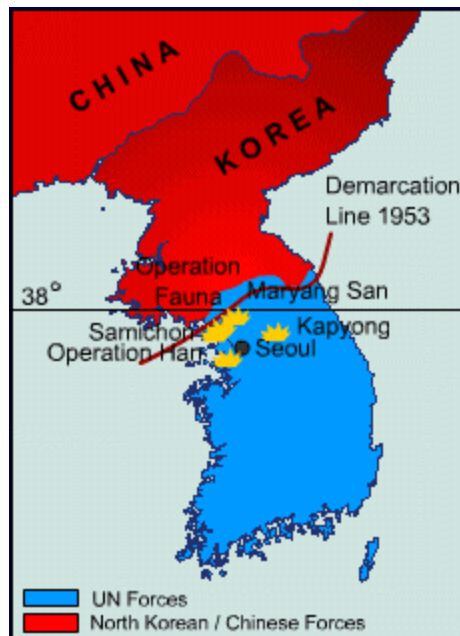 CHINA
KOREA
Demarcation
Line 1953
Operation
Fauna
Maryang San
38°
Samichon
Kapyong
Operation Han
Seoul
UN Forces
North Korean / Chinese Forces